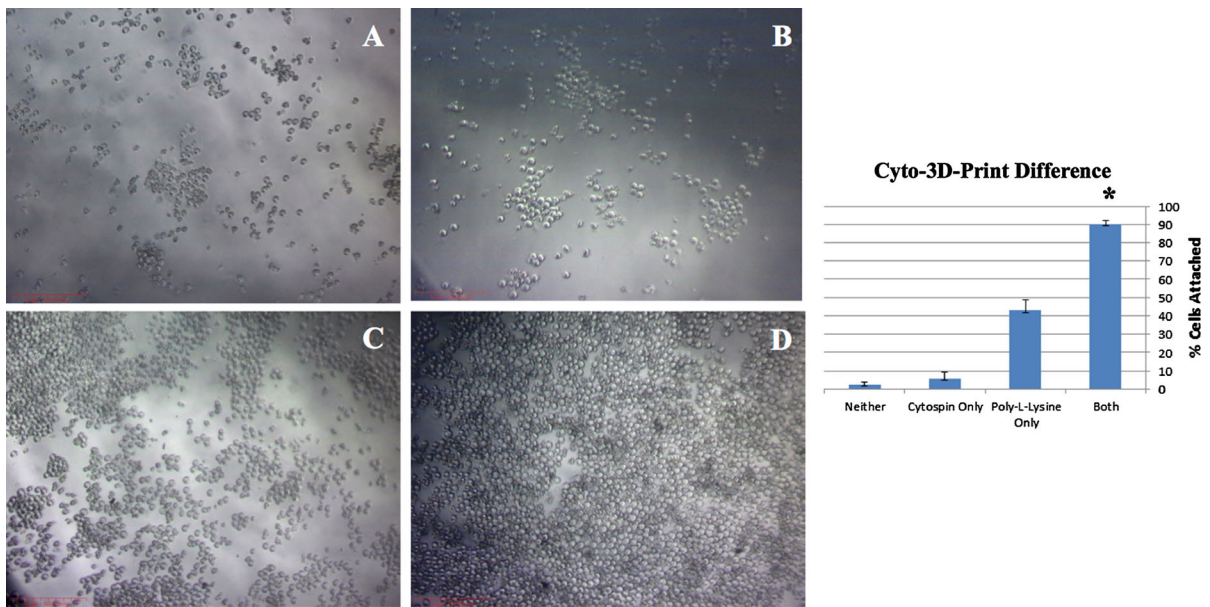 A
B
C
D
Cyto-3D-Print Difference
*
100
90
80
70
60
50
40
30
20
10
0
% Cells Attached
Neither
Cytospin Only
Poly-L-Lysine
Only
Both